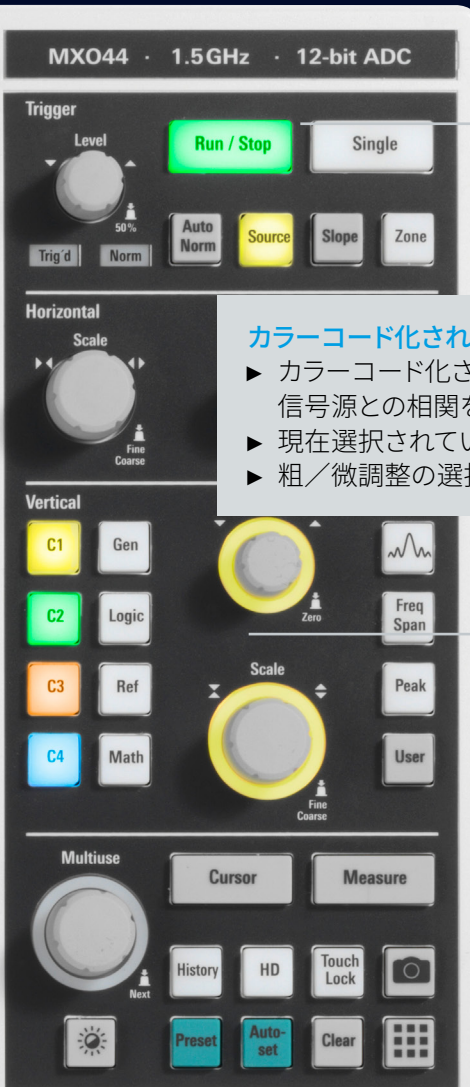 MXO44 · 1.5GHz · 12-bit ADC
Trigger
Level
50%
Trig'd
Norm
Run / Stop
Single
Auto
Norm
Source
Slope
Zone
Horizontal
Scale
Fine
Coarse
カラーコード化され
▶ カラーコード化さ
信号源との相関を
▶ 現在選択されてい
▶ 粗/微調整の選択
Vertical
C1
Gen
C2
Logic
C3
Ref
C4
Math
Zero
Scale
Fine
Coarse
Freq
Span
Peak
User
Multiuse
Next
Cursor
Measure
History
HD
Touch
Lock
Preset
Auto-
set
Clear